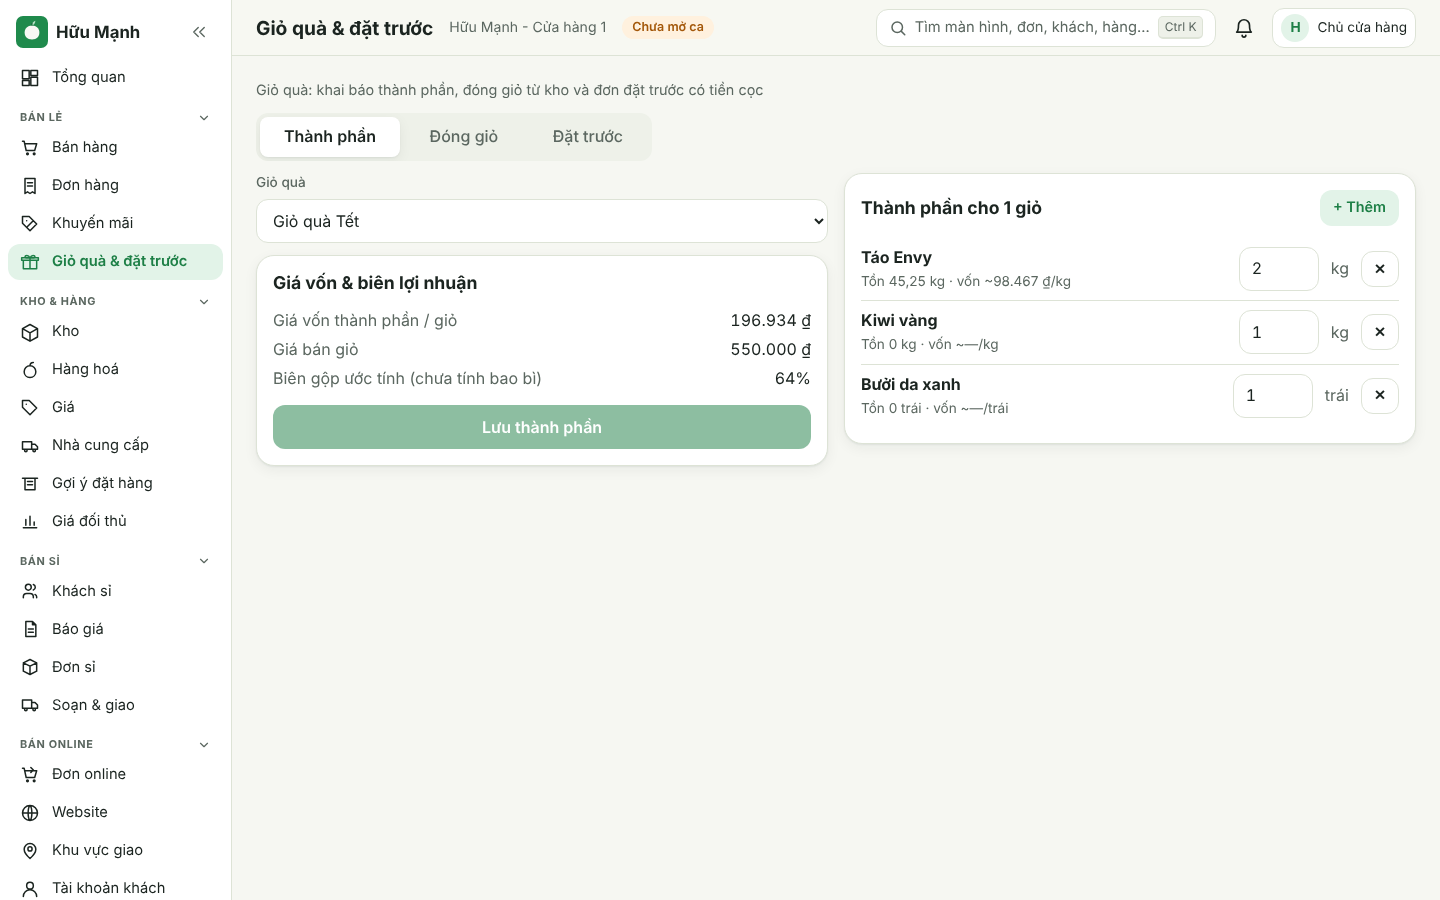 Hữu Mạnh
Tổng quan
BÁN LẺ
Bán hàng
Đơn hàng
Khuyến mãi
Giỏ quà & đặt trước
KHO & HÀNG
Kho
Hàng hoá
Giá
Nhà cung cấp
Gợi ý đặt hàng
Giá đối thủ
BÁN SỈ
Khách sỉ
Báo giá
Đơn sỉ
Soạn & giao
BÁN ONLINE
Đơn online
Website
Khu vực giao
Tài khoản khách
Giỏ quà & đặt trước Hữu Mạnh - Cửa hàng 1 Chưa mở ca Tìm màn hình, đơn, khách, hàng... Ctrl K H Chủ cửa hàng
Giỏ quà: khai báo thành phần, đóng giỏ từ kho và đơn đặt trước có tiền cọc
Thành phần Đóng giỏ Đặt trước
Giỏ quà
Giỏ quà Tết
Giá vốn & biên lợi nhuận
Giá vốn thành phần / giỏ 196.934 ₫
Giá bán giỏ 550.000 ₫
Biên gộp ước tính (chưa tính bao bì) 64%
Lưu thành phần
Thành phần cho 1 giỏ + Thêm
Táo Envy
Tồn 45,25 kg · vốn ~98.467 ₫/kg
2 kg ×
Kiwi vàng
Tồn 0 kg · vốn ~—/kg
1 kg ×
Bưởi da xanh
Tồn 0 trái · vốn ~—/trái
1 trái ×